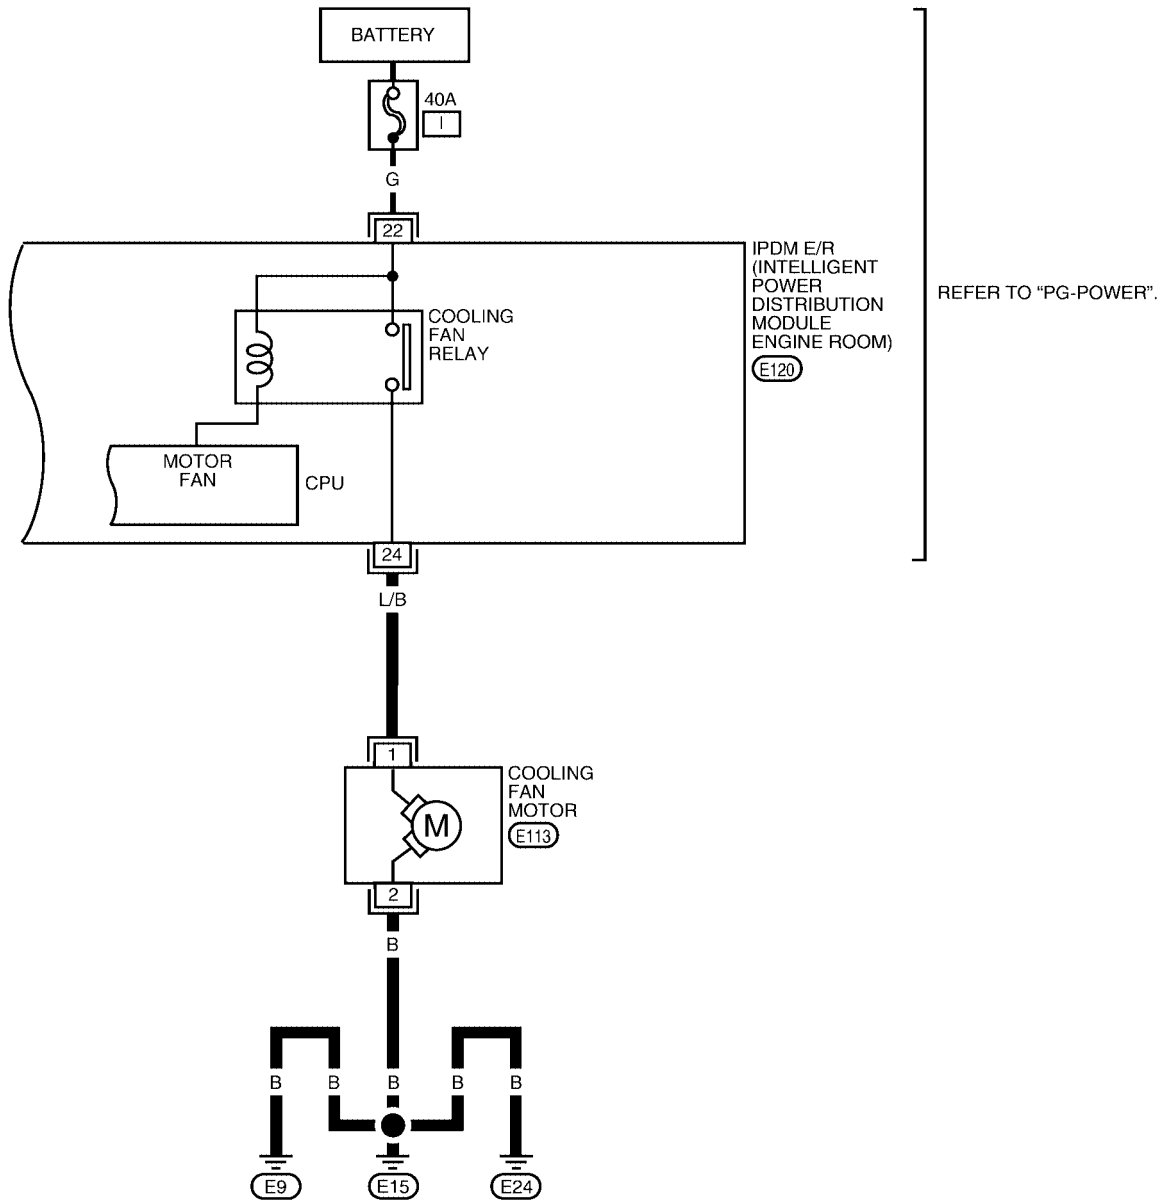 BATTERY
40A
I
G
22
IPDM E/R
(INTELLIGENT
POWER
DISTRIBUTION
MODULE
ENGINE ROOM)
E120
REFER TO “PG-POWER”.
COOLING
FAN
RELAY
MOTOR
FAN
CPU
24
L/B
1
COOLING
FAN
MOTOR
E113
M
2
B
B B B B B
E9 E15 E24